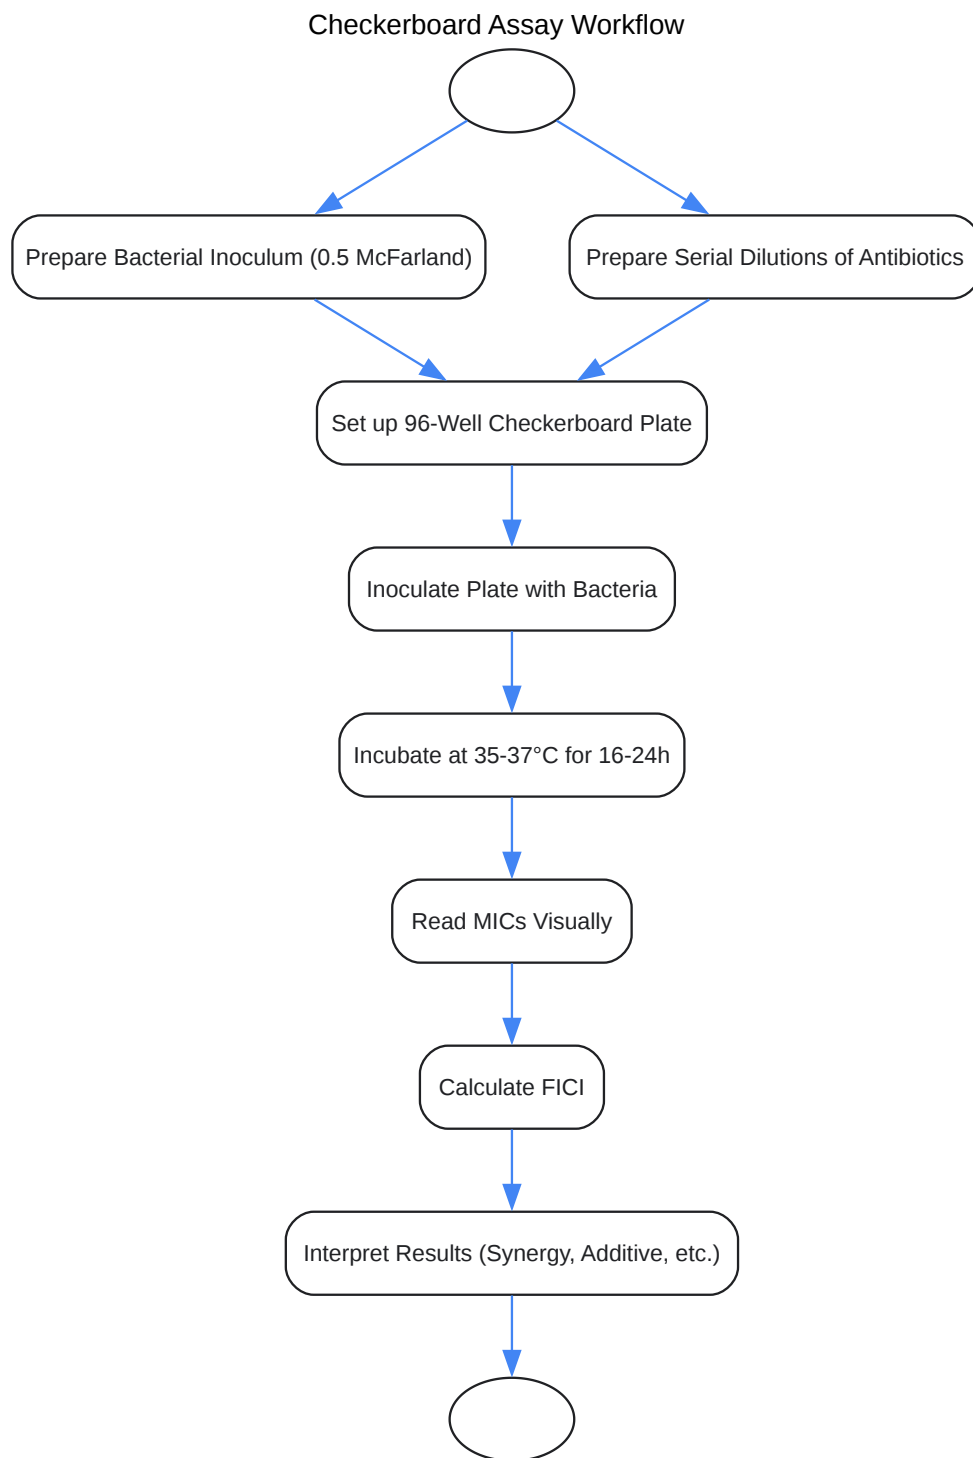 Checkerboard Assay Workflow
Prepare Bacterial Inoculum (0.5 McFarland)
Prepare Serial Dilutions of Antibiotics
Set up 96-Well Checkerboard Plate
Inoculate Plate with Bacteria
Incubate at 35-37°C for 16-24h
Read MICs Visually
Calculate FICI
Interpret Results (Synergy, Additive, etc.)